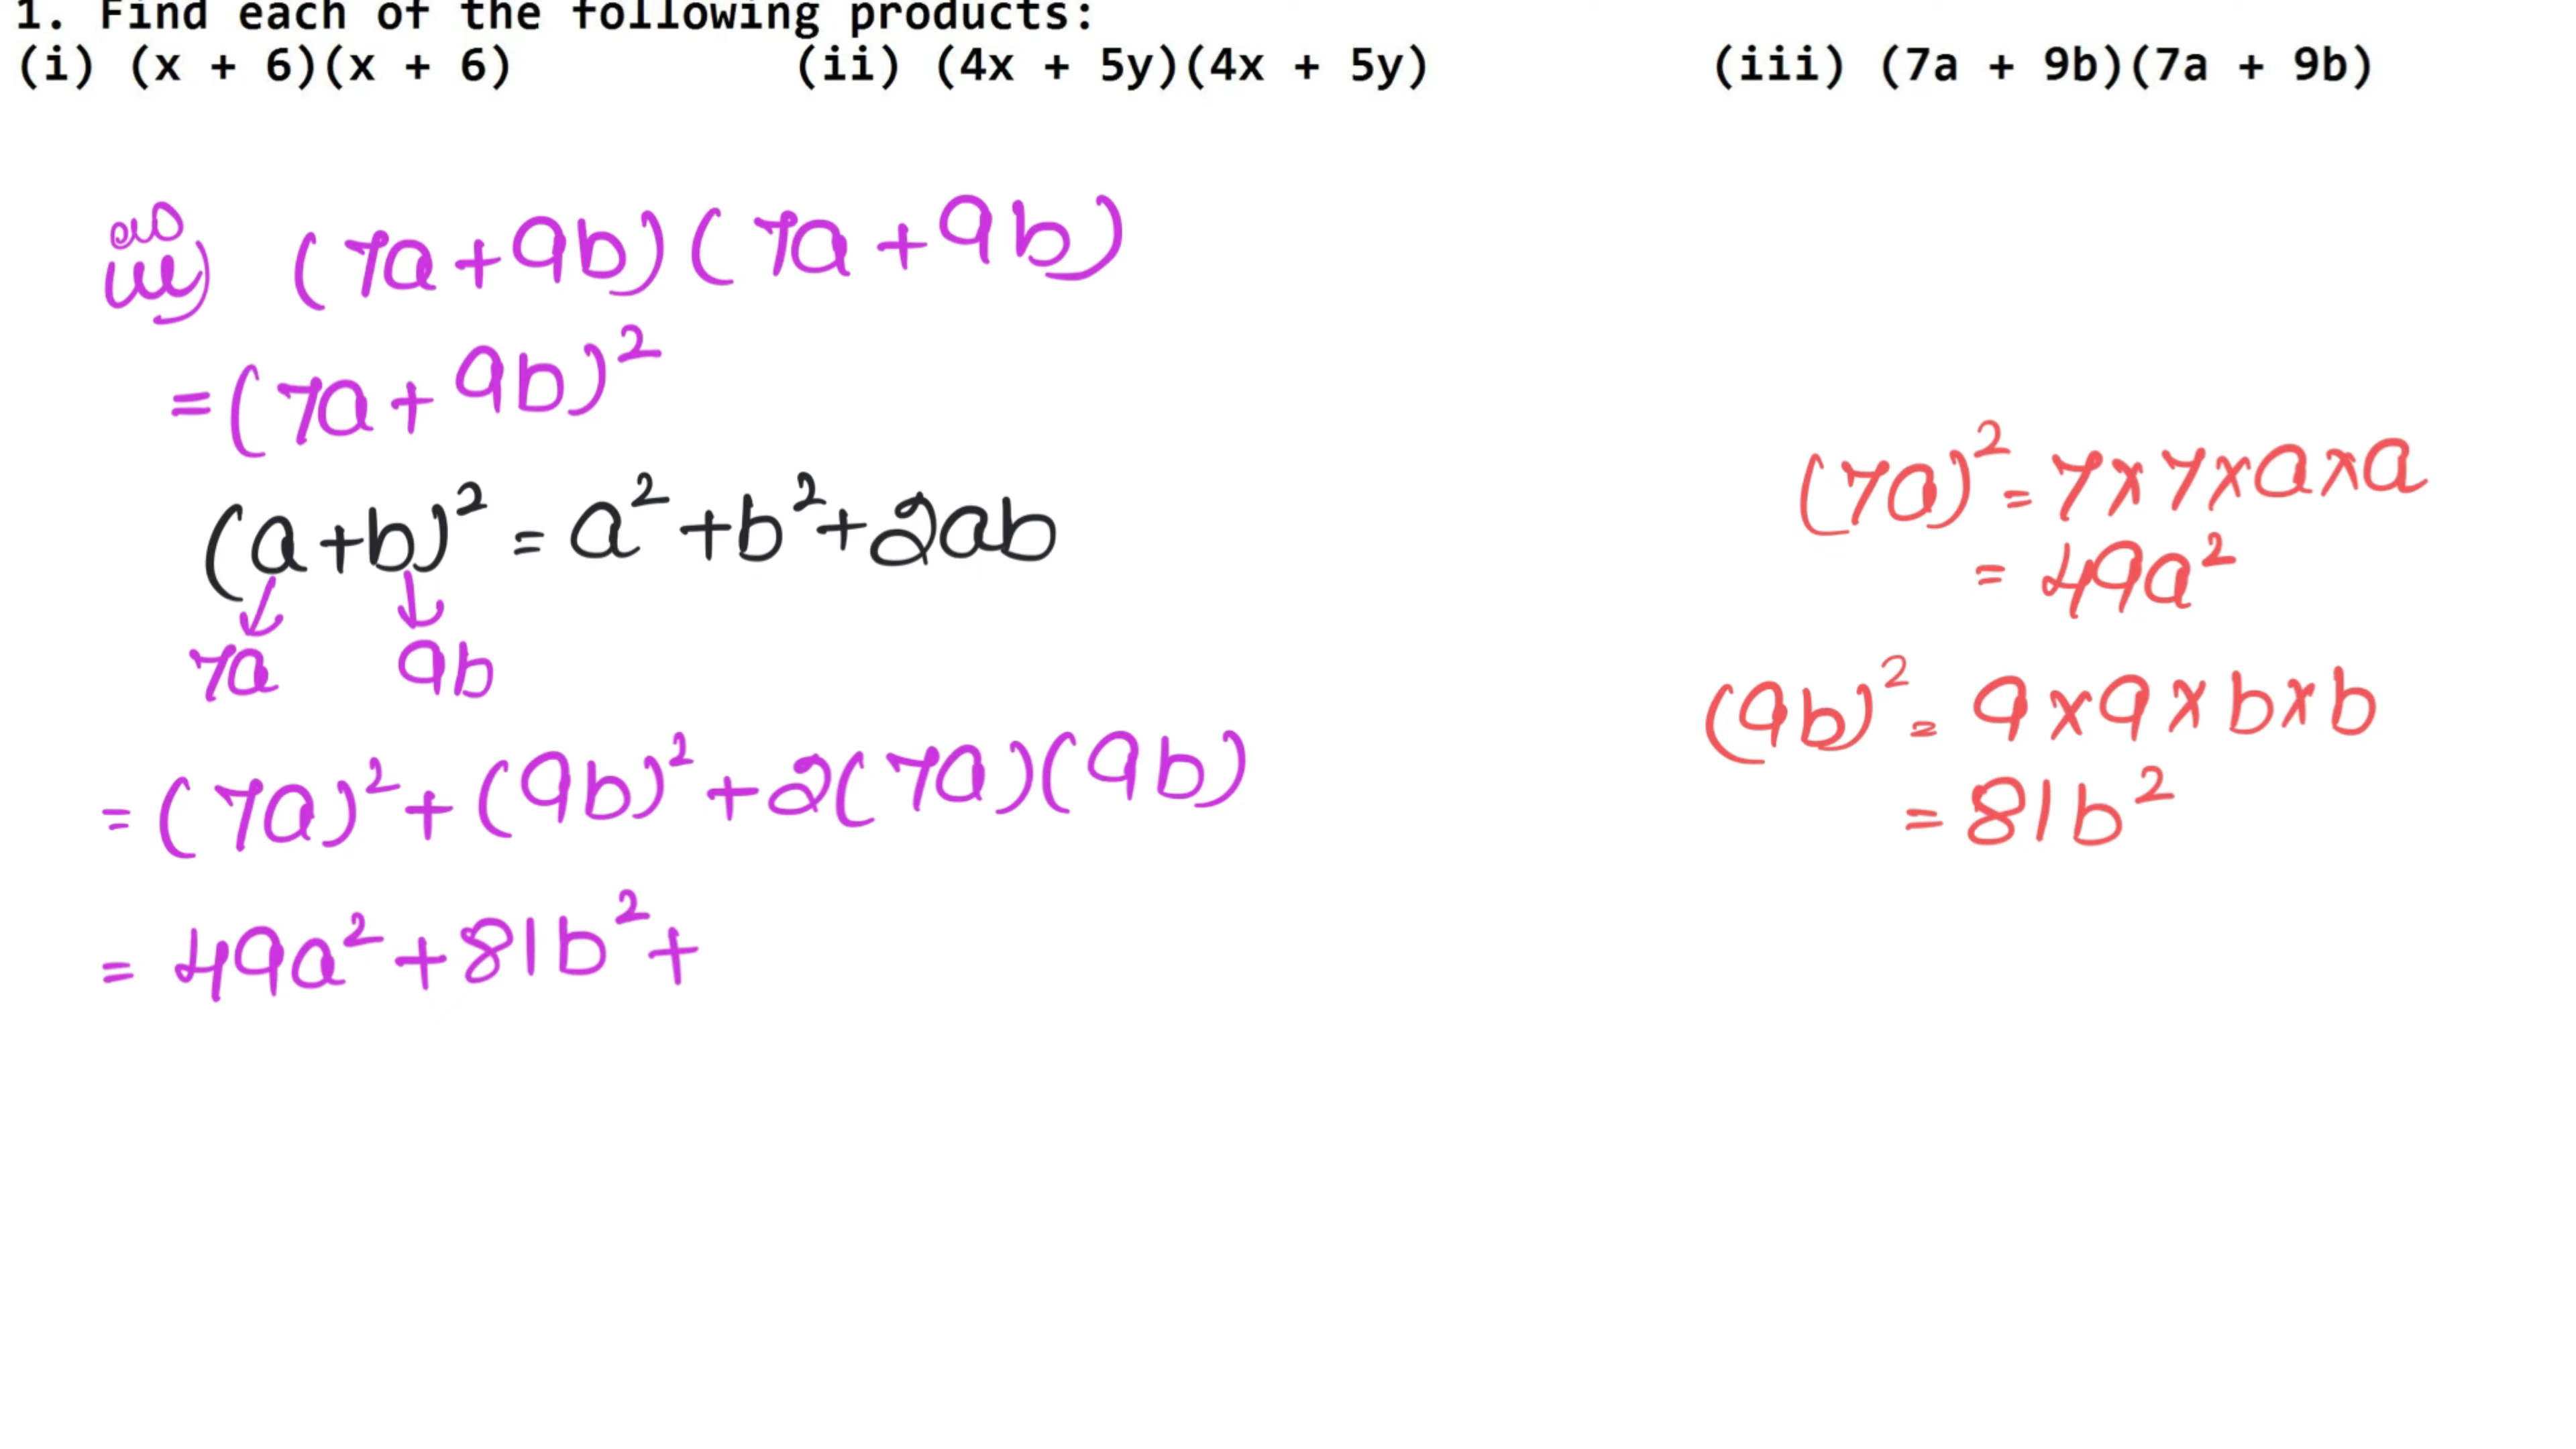 1. Find each of the following products:
(i) (x + 6)(x + 6) (ii) (4x + 5y)(4x + 5y) (iii) (7a + 9b)(7a + 9b)
iii) (7a+9b)(7a+9b)
=(7a+9b)²
(a+b)²=a²+b²+2ab
7a 9b
=(7a)²+(9b)²+2(7a)(9b)
=49a²+81b²+
(7a)²=7×7×a×a
=49a²
(9b)²=9×9×b×b
=81b²